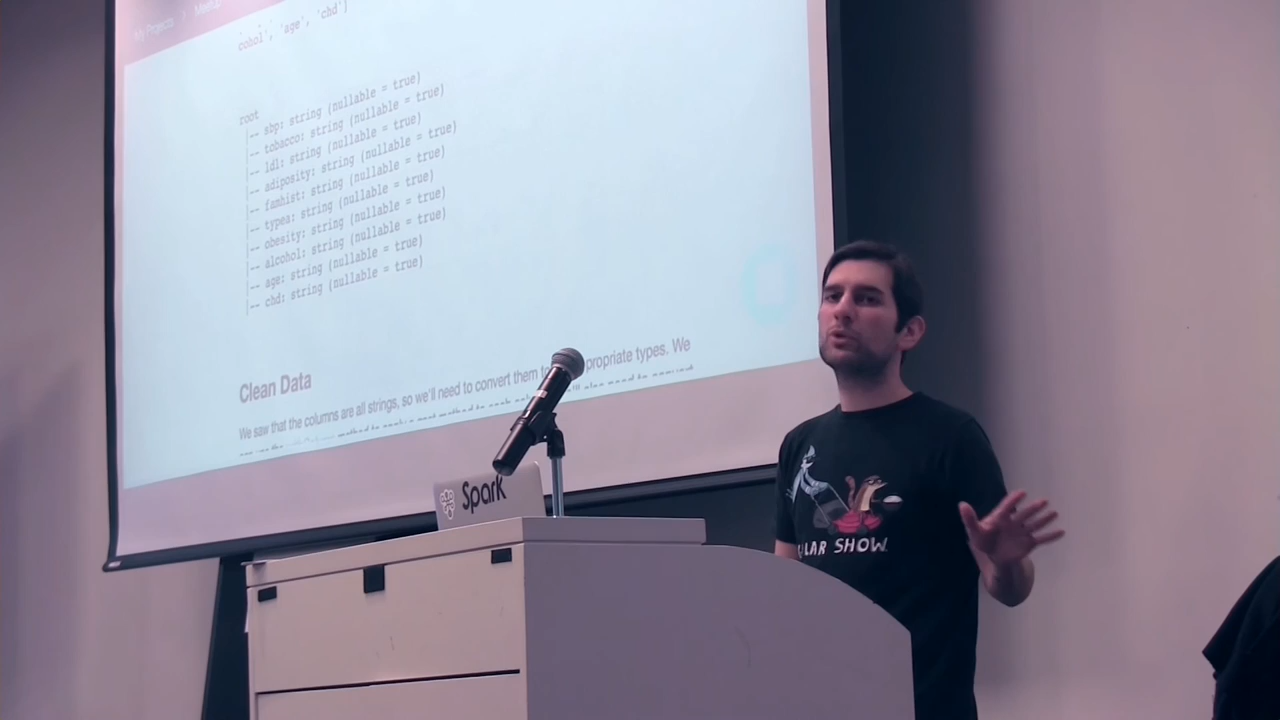 My Projects > Meetup
cohol', 'age', 'chd']
root
|-- sbp: string (nullable = true)
|-- tobacco: string (nullable = true)
|-- ldl: string (nullable = true)
|-- adiposity: string (nullable = true)
|-- famhist: string (nullable = true)
|-- typea: string (nullable = true)
|-- obesity: string (nullable = true)
|-- alcohol: string (nullable = true)
|-- age: string (nullable = true)
|-- chd: string (nullable = true)
Clean Data
We saw that the columns are all strings, so we'll need to convert them propriate types. We
Spark
LAR SHOW